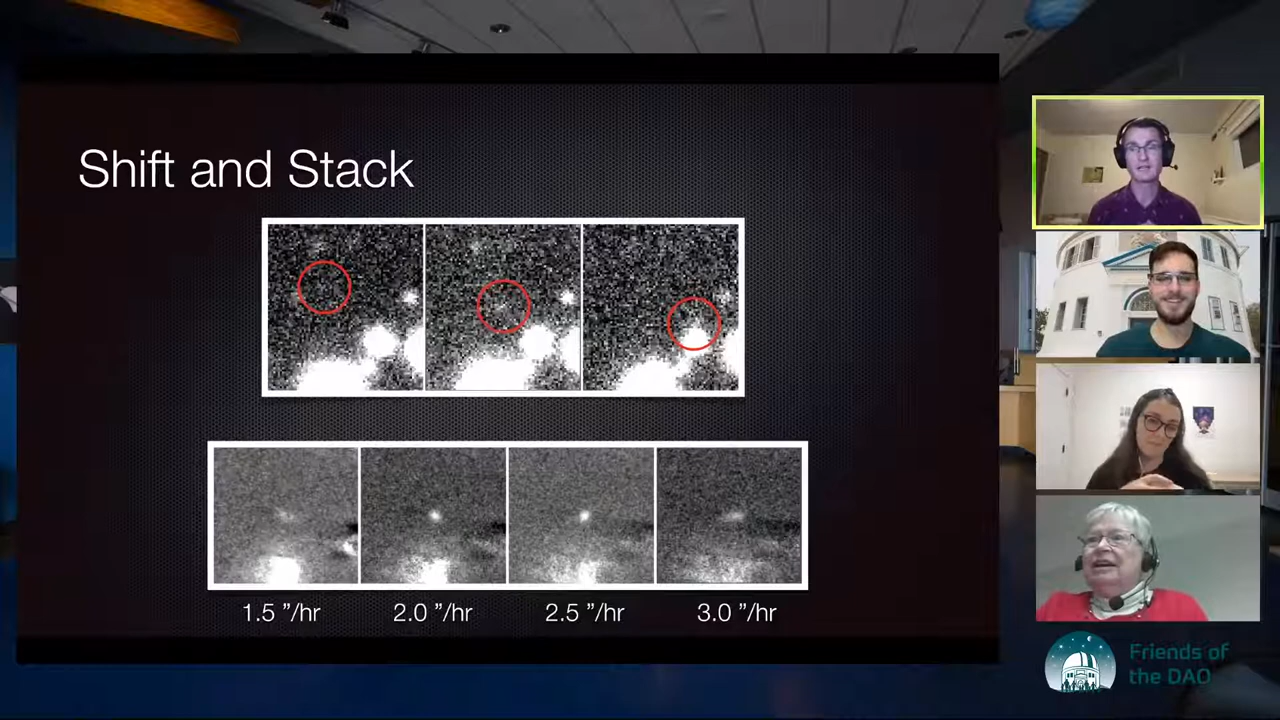 Shift and Stack
1.5 ”/hr
2.0 ”/hr
2.5 ”/hr
3.0 ”/hr
Friends of
the DAO